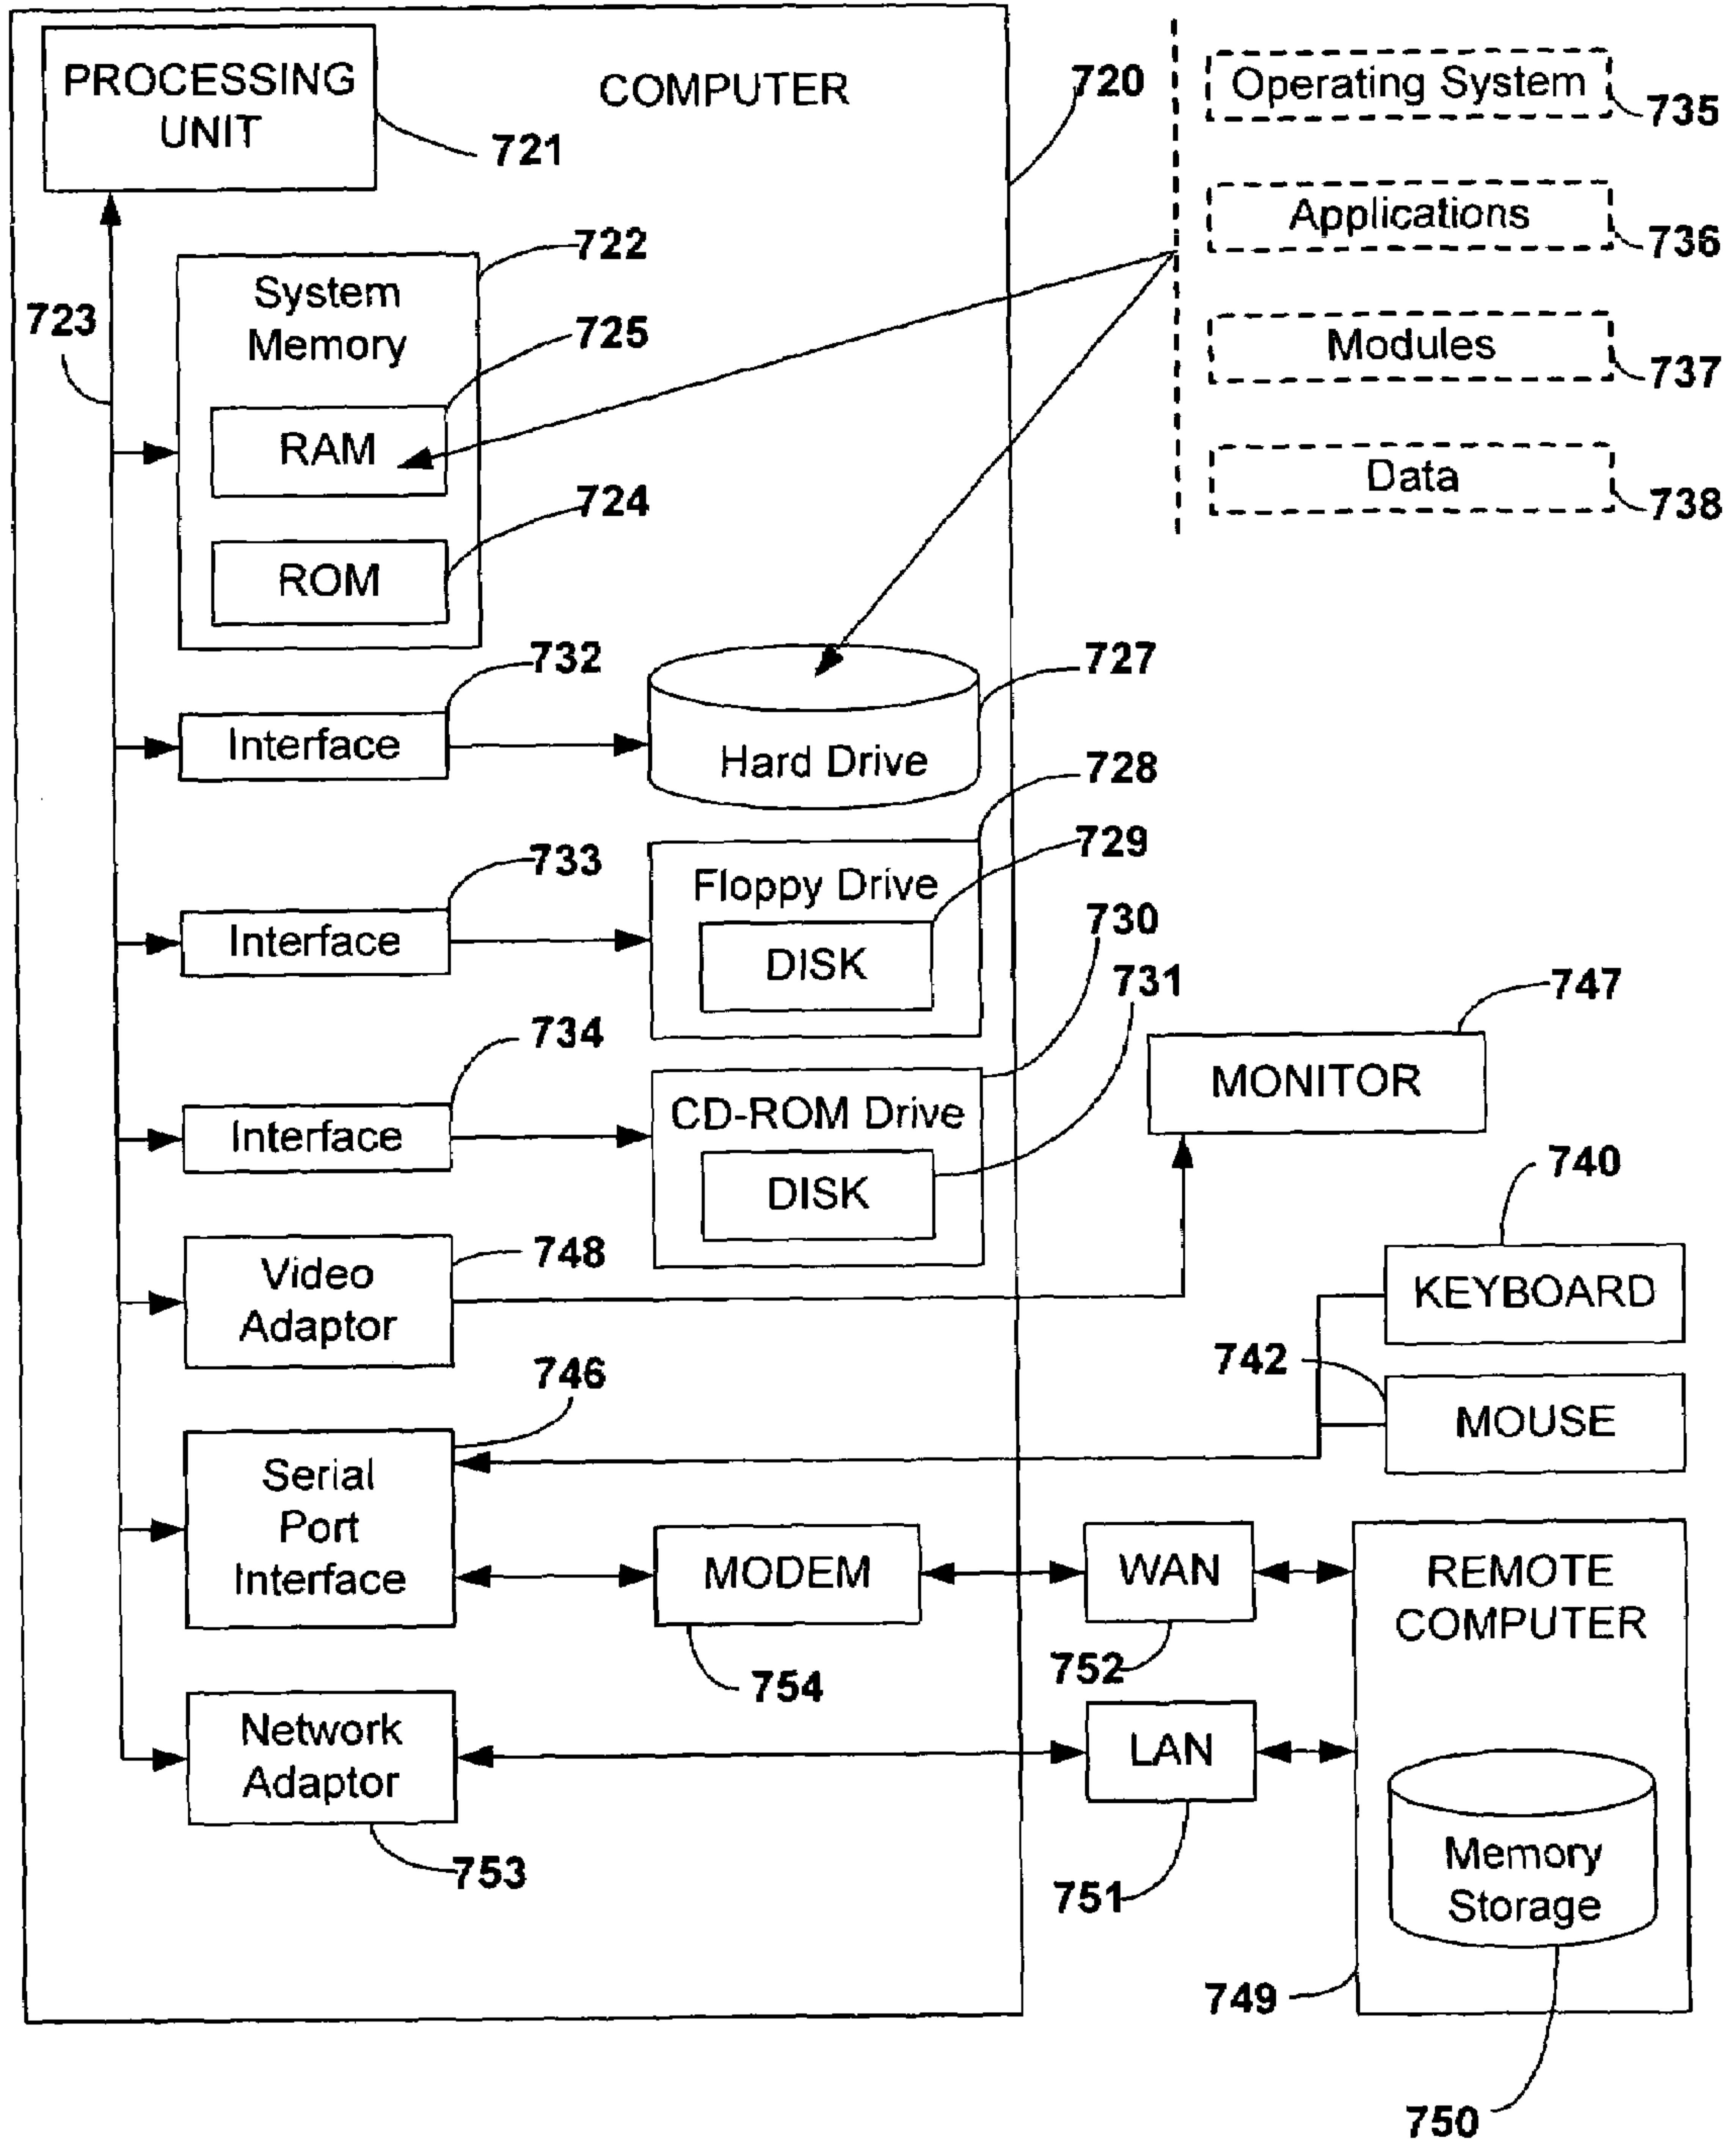 PROCESSING
UNIT
721
COMPUTER
720
Operating System
735
Applications
736
Modules
737
Data
738
723
722
System
Memory
725
RAM
724
ROM
732
Interface
727
Hard Drive
728
733
Interface
729
Floppy Drive
DISK
730
731
734
Interface
CD-ROM Drive
DISK
747
MONITOR
740
KEYBOARD
748
Video
Adaptor
742
MOUSE
746
Serial
Port
Interface
MODEM
754
WAN
752
REMOTE
COMPUTER
Network
Adaptor
753
LAN
751
Memory
Storage
749
750